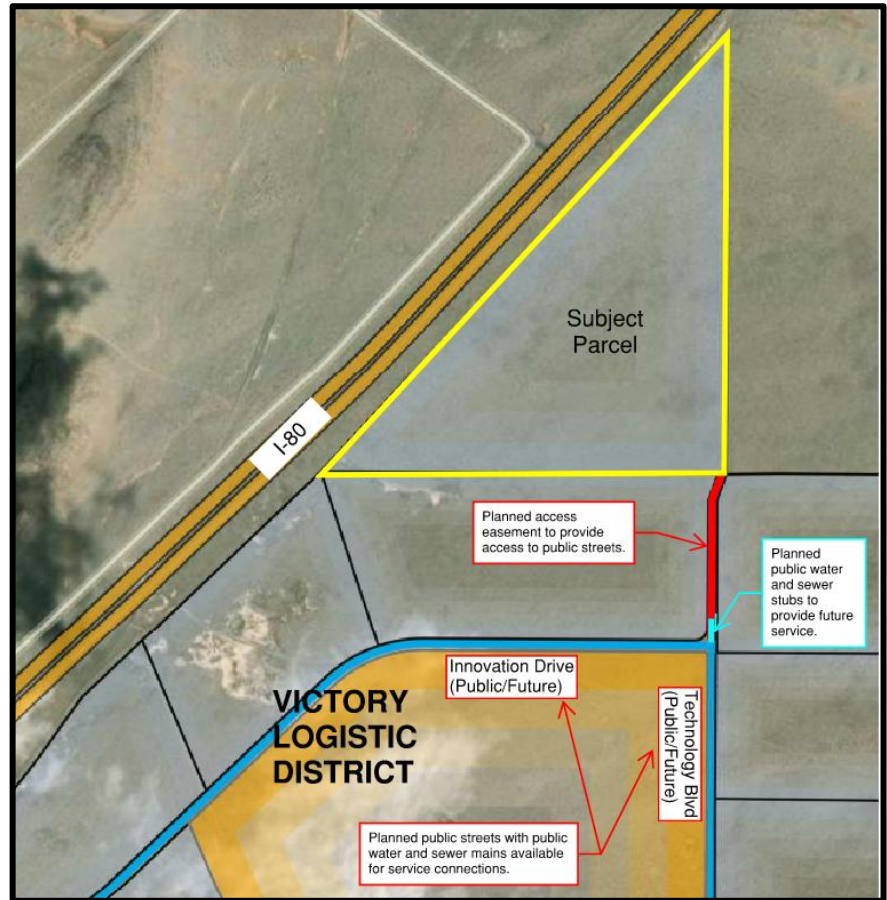 Subject
Parcel
I-80
Planned access
easement to provide
access to public streets.
Planned
public water
and sewer
stubs to
provide future
service.
Innovation Drive
(Public/Future)
Technology Blvd
(Public/Future)
VICTORY
LOGISTIC
DISTRICT
Planned public streets with public
water and sewer mains available
for service connections.